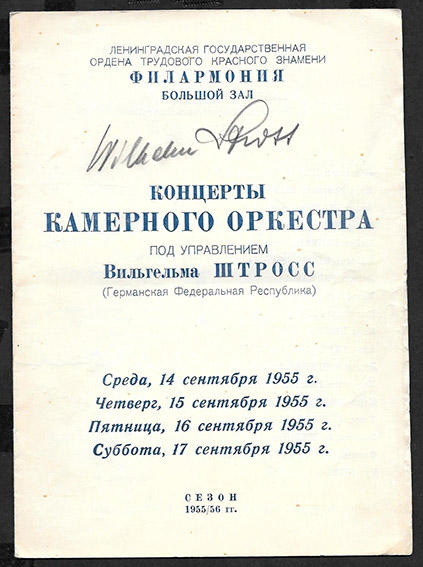 ЛЕНИНГРАДСКАЯ ГОСУДАРСТВЕННАЯ
ОРДЕНА ТРУДОВОГО КРАСНОГО ЗНАМЕНИ
ФИЛАРМОНИЯ
БОЛЬШОЙ ЗАЛ
Wilhelm Stross
КОНЦЕРТЫ
КАМЕРНОГО ОРКЕСТРА
ПОД УПРАВЛЕНИЕМ
Вильгельма ШТРОСС
(Германская Федеральная Республика)
Среда, 14 сентября 1955 г.
Четверг, 15 сентября 1955 г.
Пятница, 16 сентября 1955 г.
Суббота, 17 сентября 1955 г.
СЕЗОН
1955/56 гг.